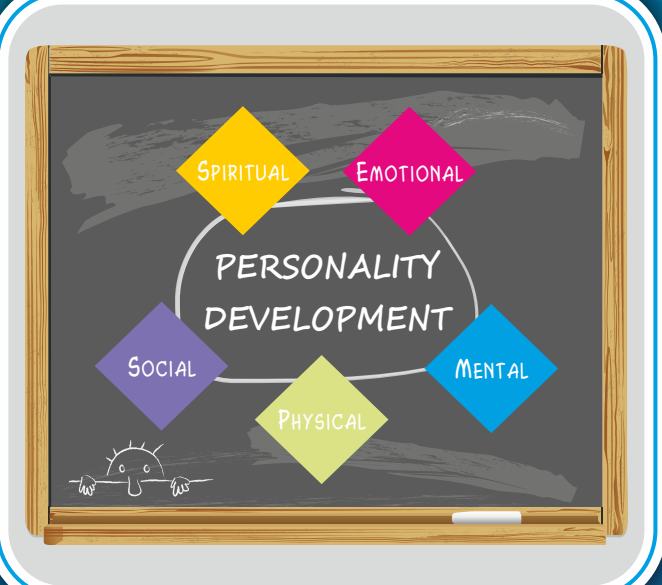 SPIRITUAL
EMOTIONAL
PERSONALITY
DEVELOPMENT
SOCIAL
MENTAL
PHYSICAL